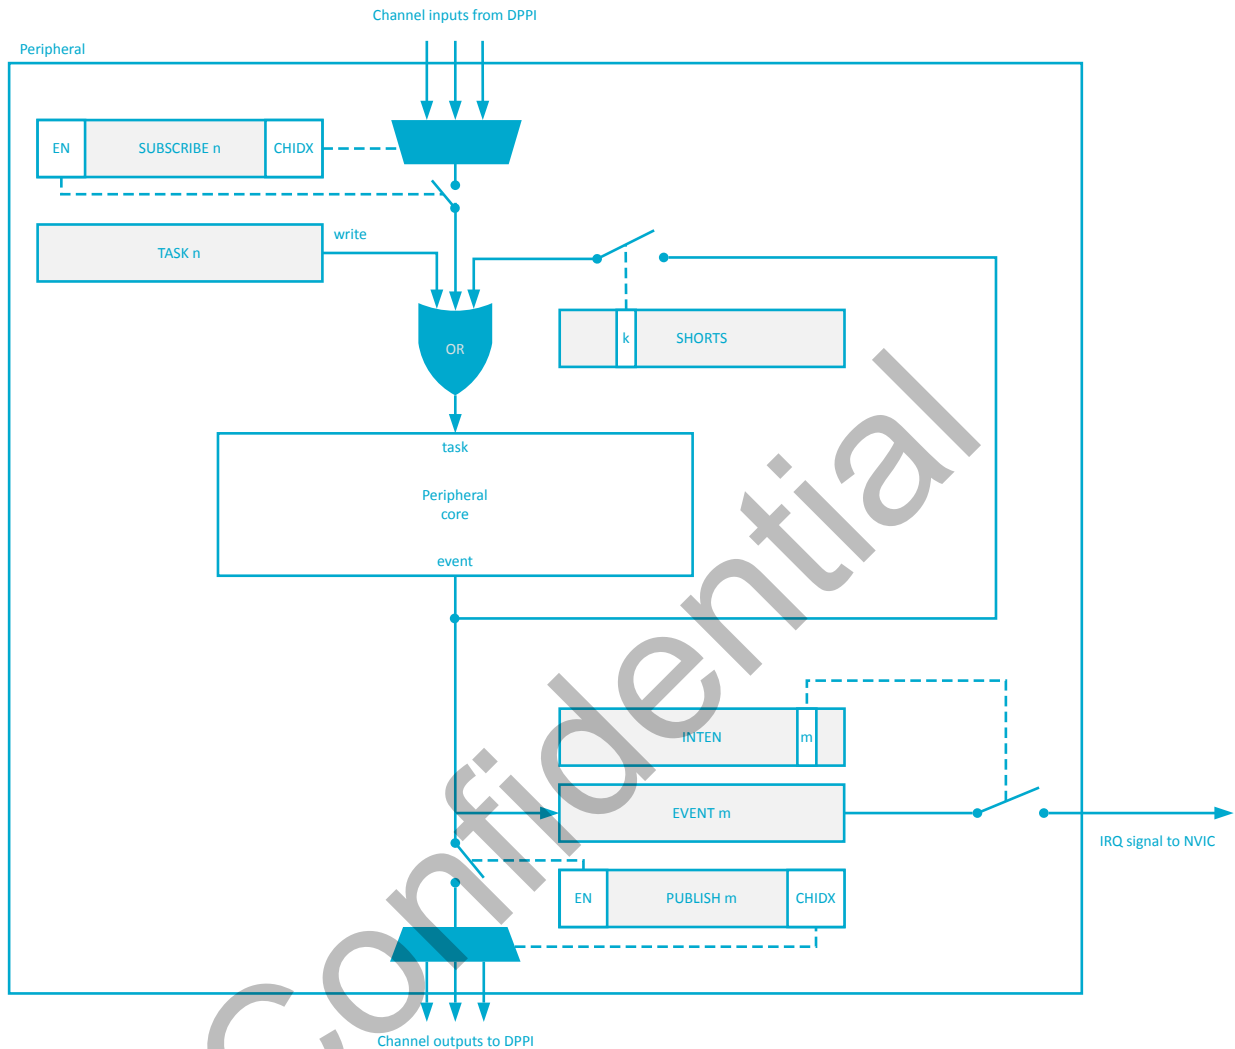 Channel inputs from DPPI
Peripheral
EN
SUBSCRIBE n
CHIDX
TASK n
write
k
SHORTS
OR
task
Peripheral
core
event
INTEN
m
EVENT m
IRQ signal to NVIC
EN
PUBLISH m
CHIDX
Channel outputs to DPPI
Confidential